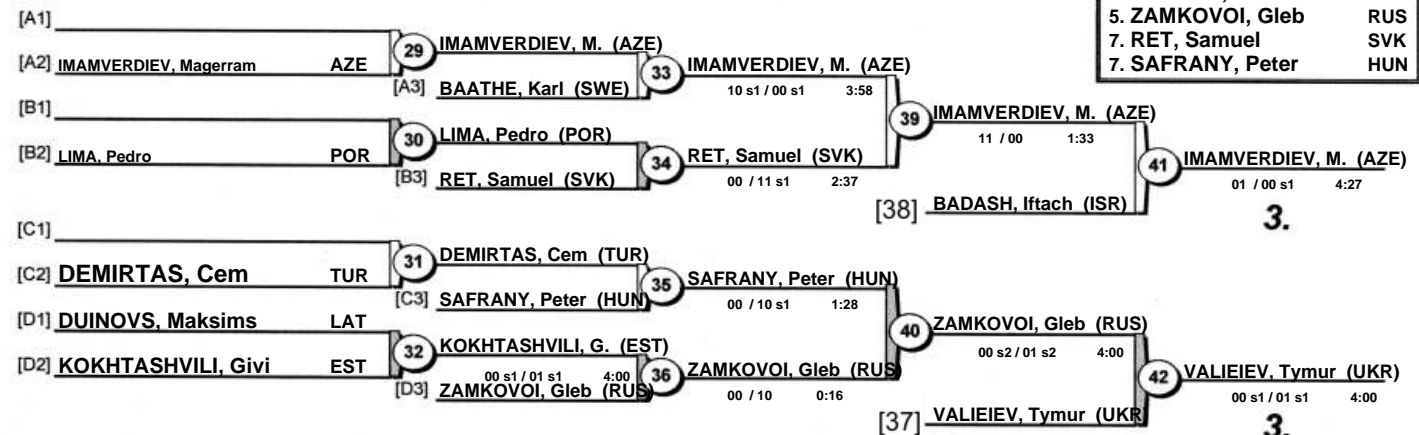 5. ZAMKOVOI, Gleb RUS
7. RET, Samuel SVK
7. SAFRANY, Peter HUN
[A1]
[A2] IMAMVERDIEV, Magerram AZE
29
IMAMVERDIEV, M. (AZE)
[A3] BAATHE, Karl (SWE)
33
IMAMVERDIEV, M. (AZE)
10 s1 / 00 s1 3:58
[B1]
[B2] LIMA, Pedro POR
30
LIMA, Pedro (POR)
[B3] RET, Samuel (SVK)
34
RET, Samuel (SVK)
00 / 11 s1 2:37
39
IMAMVERDIEV, M. (AZE)
11 / 00 1:33
[38] BADASH, Iftach (ISR)
41
IMAMVERDIEV, M. (AZE)
01 / 00 s1 4:27
3.
[C1]
[C2] DEMIRTAS, Cem TUR
31
DEMIRTAS, Cem (TUR)
[C3] SAFRANY, Peter (HUN)
35
SAFRANY, Peter (HUN)
00 / 10 s1 1:28
[D1] DUINOVS, Maksims LAT
[D2] KOKHTASHVILI, Givi EST
32
KOKHTASHVILI, G. (EST)
00 s1 / 01 s1 4:00
[D3] ZAMKOVOI, Gleb (RUS)
36
ZAMKOVOI, Gleb (RUS)
00 / 10 0:16
40
ZAMKOVOI, Gleb (RUS)
00 s2 / 01 s2 4:00
[37] VALIEIEV, Tymur (UKR)
42
VALIEIEV, Tymur (UKR)
00 s1 / 01 s1 4:00
3.